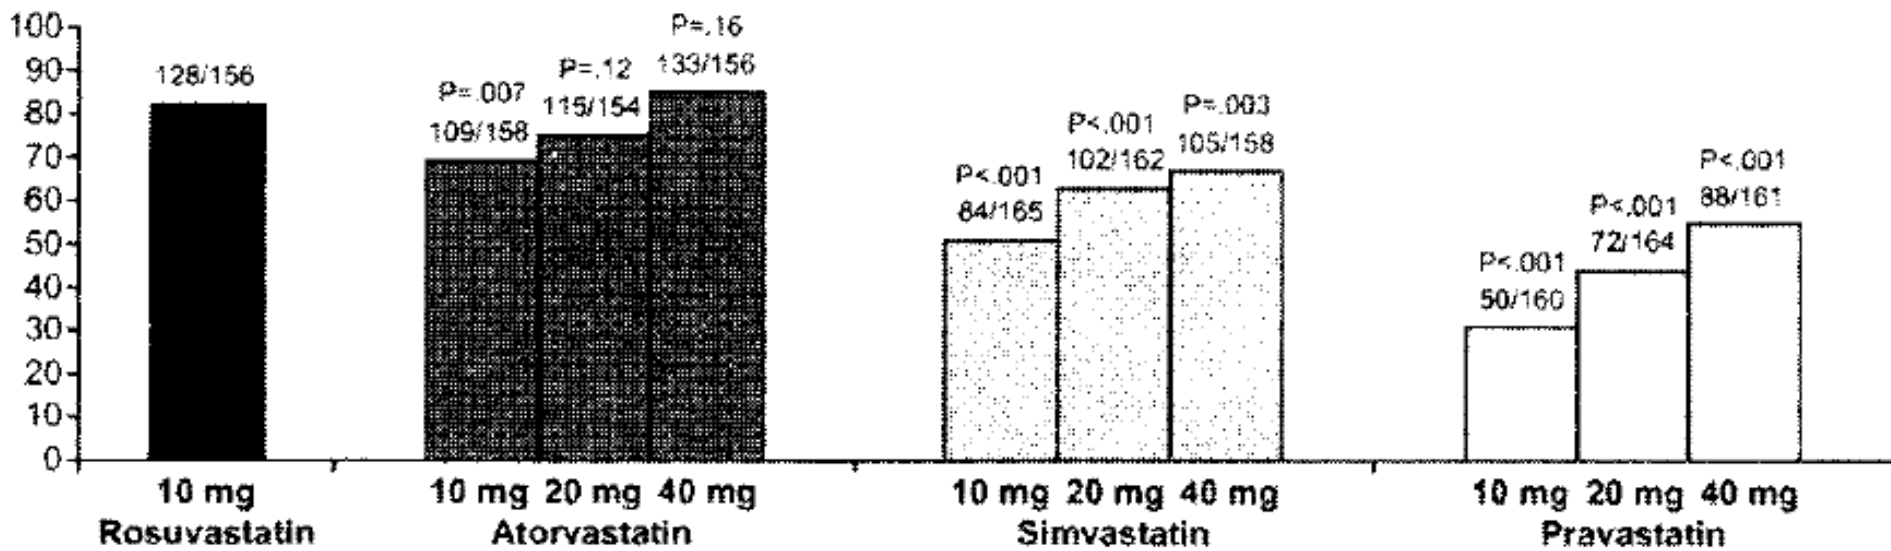 100
90
80
70
60
50
40
30
20
10
0
128/156
P=.007
109/158
P=.12
115/154
P=.16
133/156
P<.001
84/165
P<.001
102/162
P=.003
105/158
P<.001
50/160
P<.001
72/164
P<.001
88/161
10 mg
Rosuvastatin
10 mg 20 mg 40 mg
Atorvastatin
10 mg 20 mg 40 mg
Simvastatin
10 mg 20 mg 40 mg
Pravastatin